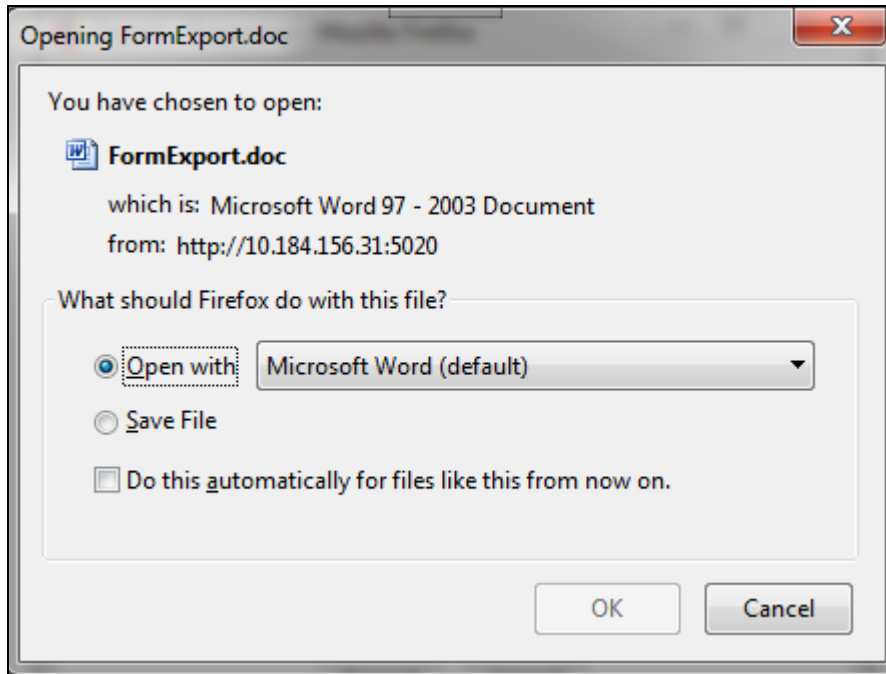 Opening FormExport.doc
You have chosen to open:
FormExport.doc
which is: Microsoft Word 97 - 2003 Document
from: http://10.184.156.31:5020
What should Firefox do with this file?
Open with Microsoft Word (default)
Save File
Do this automatically for files like this from now on.
OK Cancel